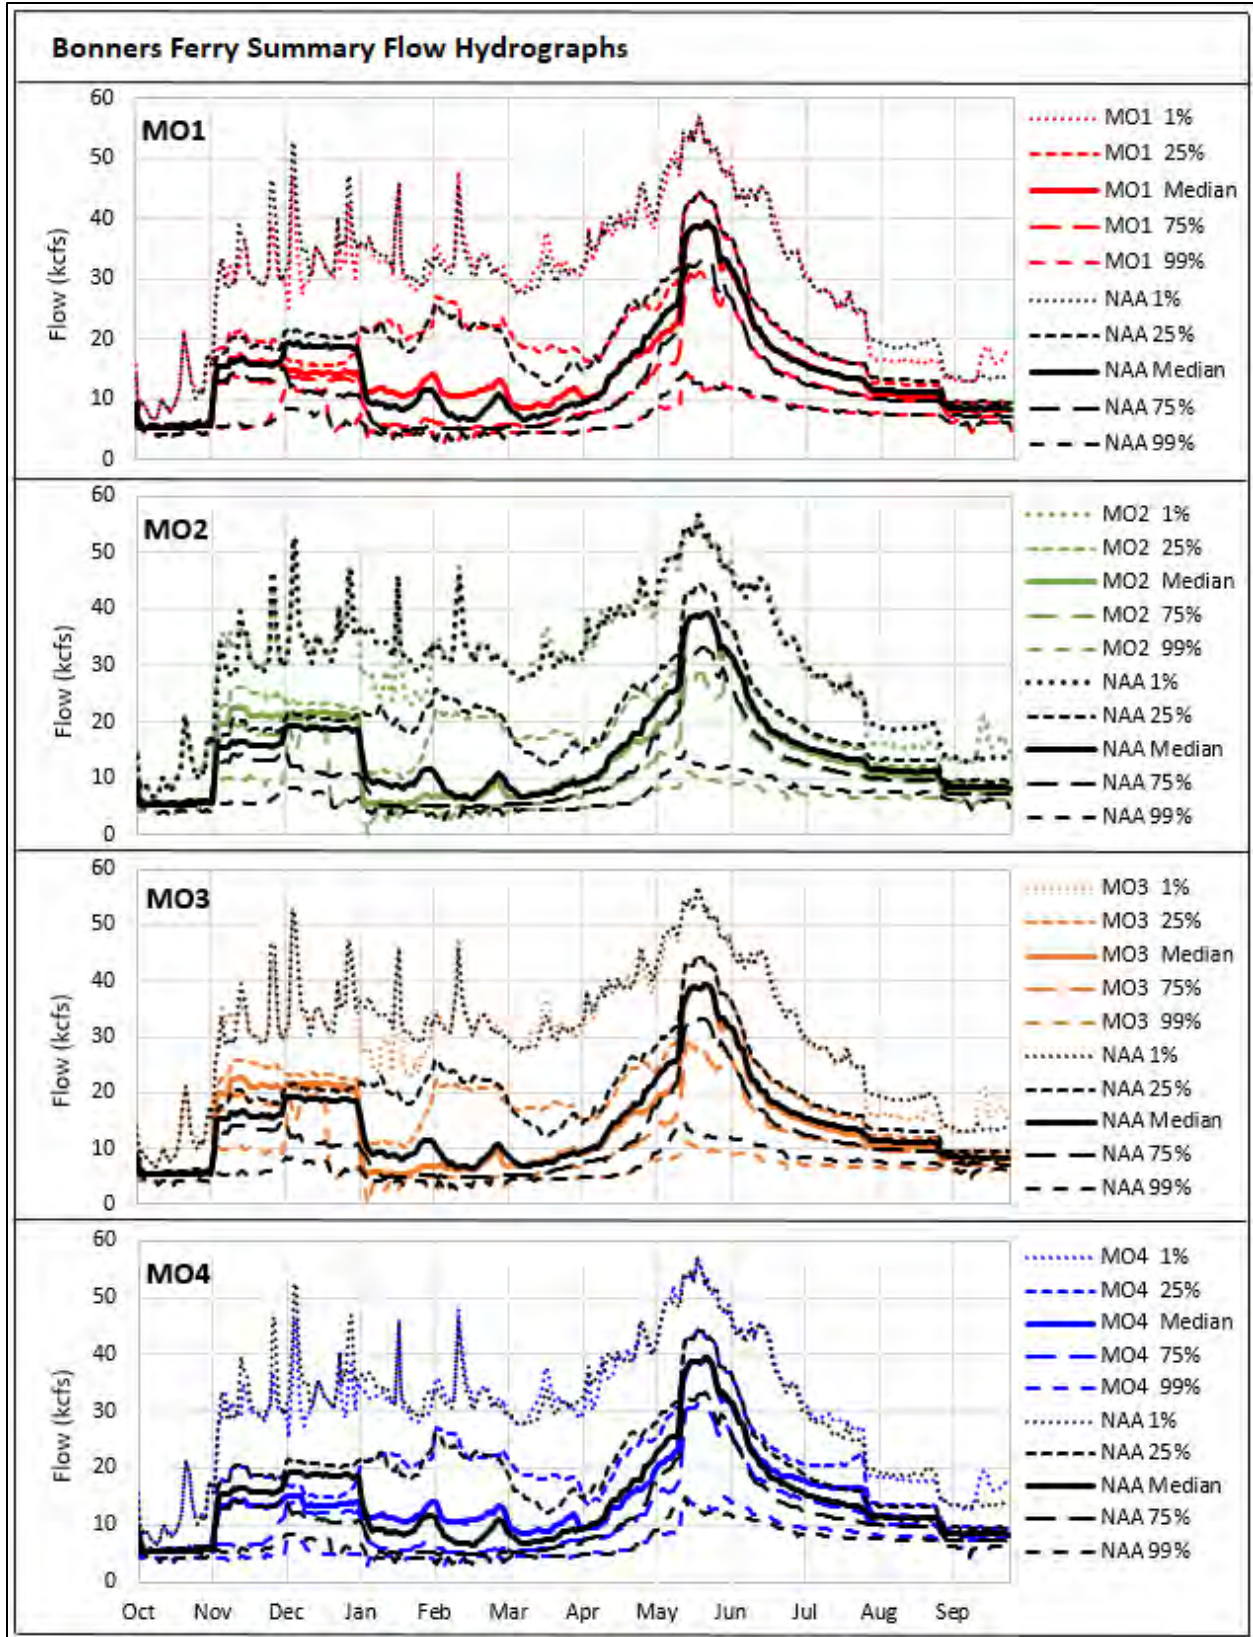 Bonners Ferry Summary Flow Hydrographs
MO1
Flow (kcfs)
60
50
40
30
20
10
0
MO1 1%
MO1 25%
MO1 Median
MO1 75%
MO1 99%
NAA 1%
NAA 25%
NAA Median
NAA 75%
NAA 99%
MO2
Flow (kcfs)
60
50
40
30
20
10
0
MO2 1%
MO2 25%
MO2 Median
MO2 75%
MO2 99%
NAA 1%
NAA 25%
NAA Median
NAA 75%
NAA 99%
MO3
Flow (kcfs)
60
50
40
30
20
10
0
MO3 1%
MO3 25%
MO3 Median
MO3 75%
MO3 99%
NAA 1%
NAA 25%
NAA Median
NAA 75%
NAA 99%
MO4
Flow (kcfs)
60
50
40
30
20
10
0
MO4 1%
MO4 25%
MO4 Median
MO4 75%
MO4 99%
NAA 1%
NAA 25%
NAA Median
NAA 75%
NAA 99%
Oct Nov Dec Jan Feb Mar Apr May Jun Jul Aug Sep